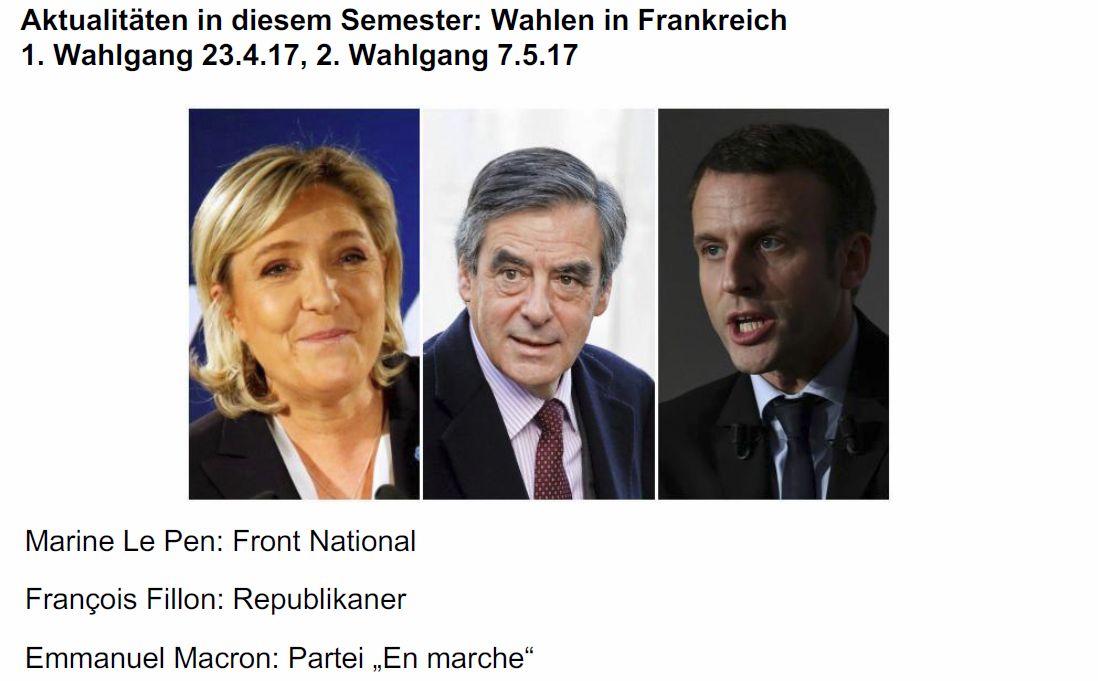 Aktualitäten in diesem Semester: Wahlen in Frankreich
1. Wahlgang 23.4.17, 2. Wahlgang 7.5.17
Marine Le Pen: Front National
François Fillon: Republikaner
Emmanuel Macron: Partei „En marche“